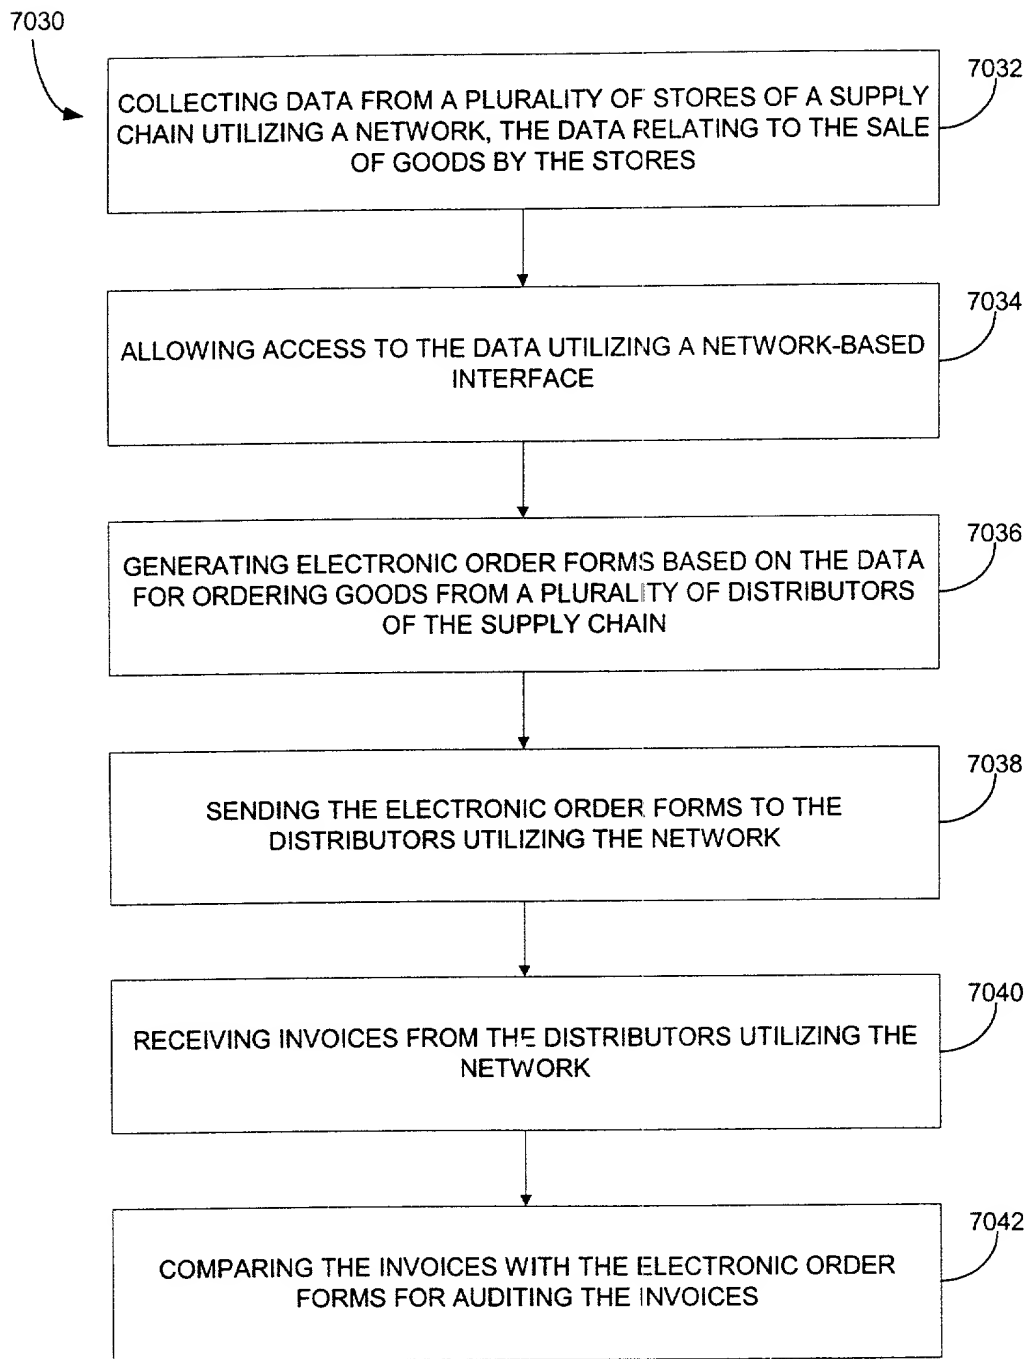 7030
7032
COLLECTING DATA FROM A PLURALITY OF STORES OF A SUPPLY
CHAIN UTILIZING A NETWORK, THE DATA RELATING TO THE SALE
OF GOODS BY THE STORES
7034
ALLOWING ACCESS TO THE DATA UTILIZING A NETWORK-BASED
INTERFACE
7036
GENERATING ELECTRONIC ORDER FORMS BASED ON THE DATA
FOR ORDERING GOODS FROM A PLURALITY OF DISTRIBUTORS
OF THE SUPPLY CHAIN
7038
SENDING THE ELECTRONIC ORDER FORMS TO THE
DISTRIBUTORS UTILIZING THE NETWORK
7040
RECEIVING INVOICES FROM THE DISTRIBUTORS UTILIZING THE
NETWORK
7042
COMPARING THE INVOICES WITH THE ELECTRONIC ORDER
FORMS FOR AUDITING THE INVOICES